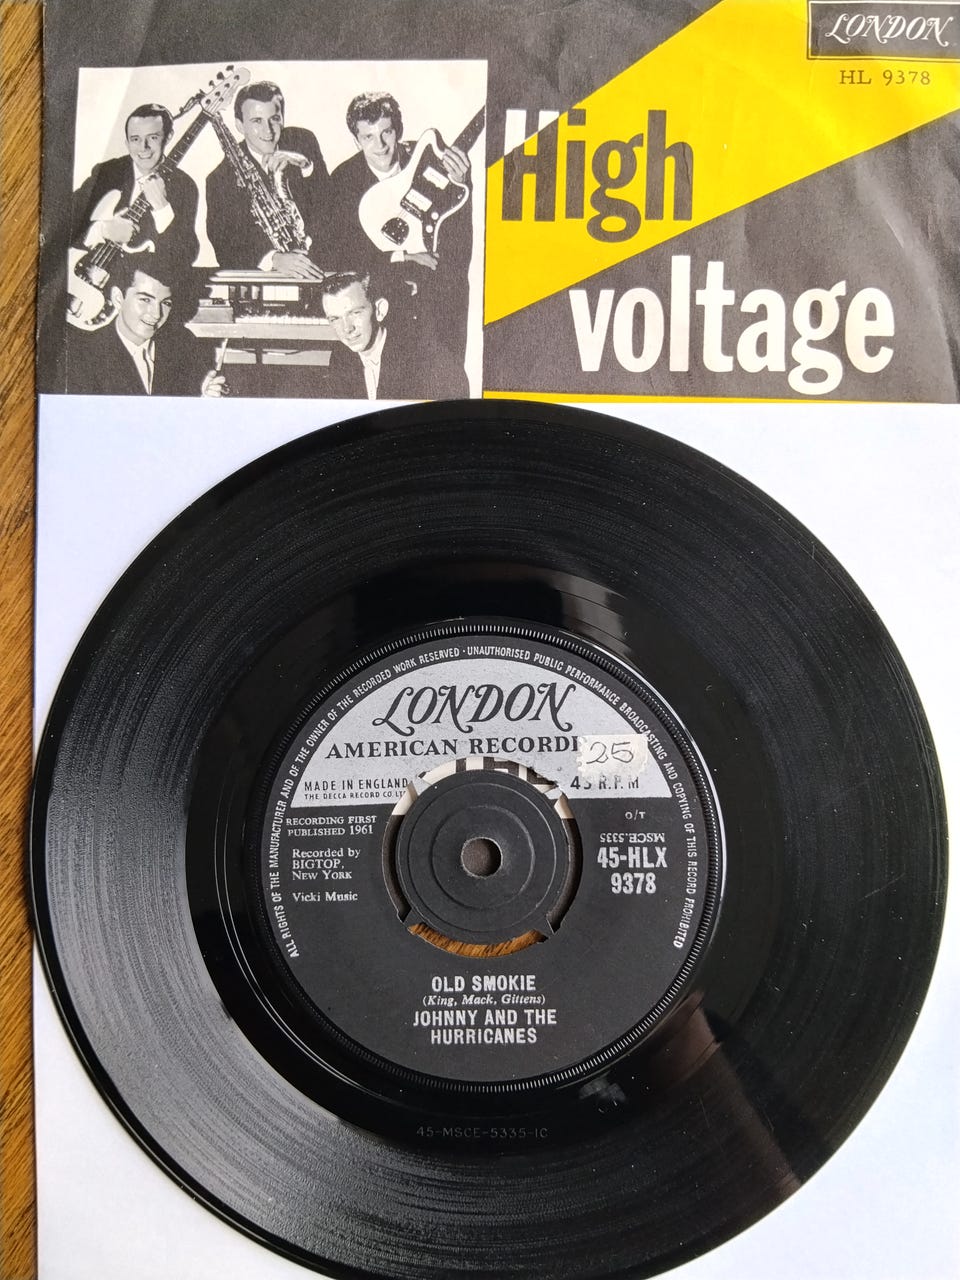 LONDON
HL 9378
High
voltage
ALL RIGHTS OF THE MANUFACTURER AND OF THE OWNER OF THE RECORDED WORK RESERVED · UNAUTHORISED PUBLIC PERFORMANCE BROADCASTING AND COPYING OF THIS RECORD PROHIBITED
LONDON
AMERICAN RECORDI
25
MADE IN ENGLAND
45 R.P.M
THE DECCA RECORD CO. LT
RECORDING FIRST
PUBLISHED 1961
Recorded by
BIGTOP,
NEW YORK
Vicki Music
O/T
MSCE.5335
45-HLX
9378
OLD SMOKIE
(King, Mack, Gittens)
JOHNNY AND THE
HURRICANES
45-MSCE-5335-1C